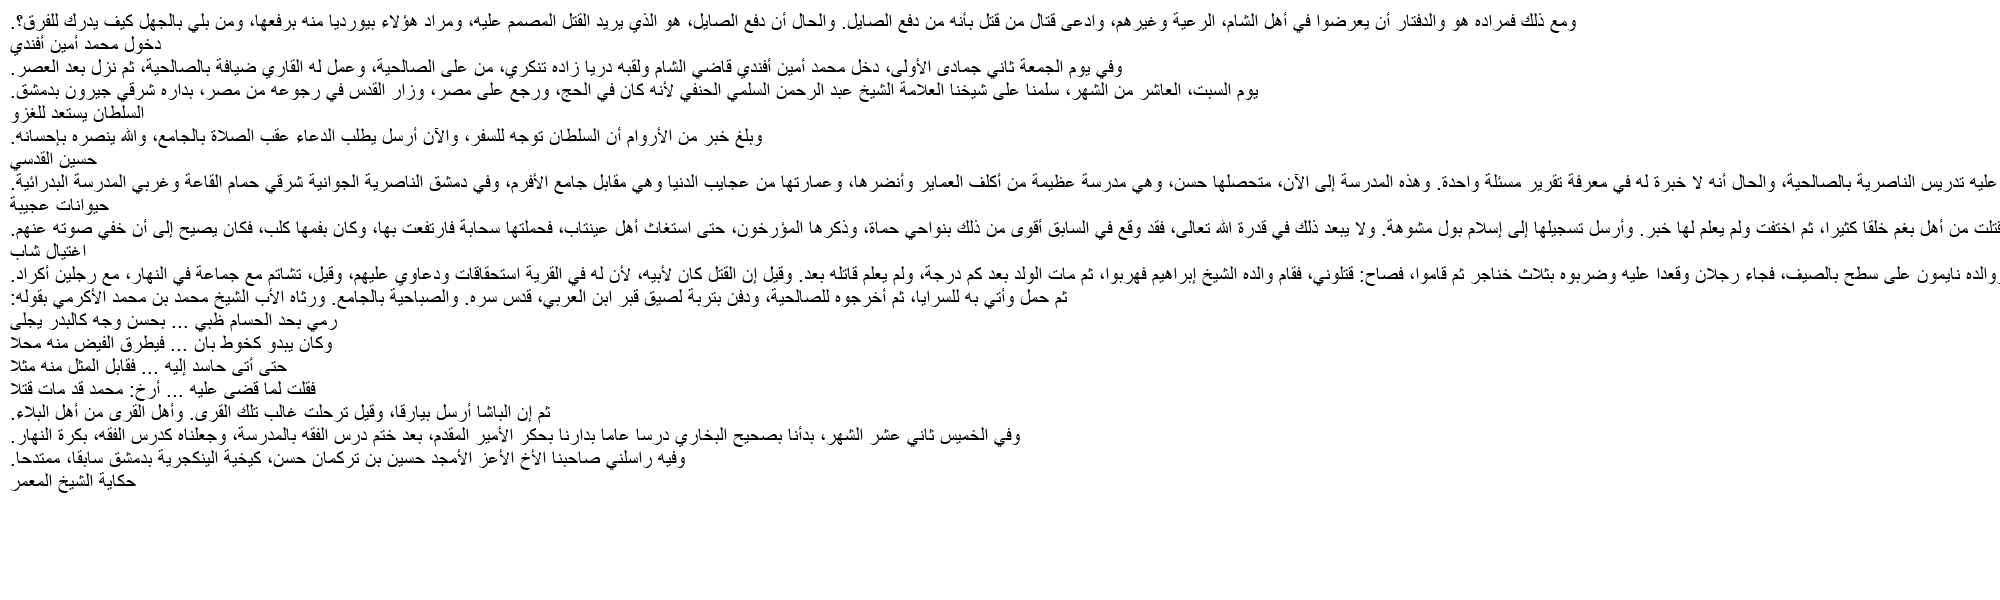 ومع ذلك فمراده هو والدفتار أن يعرضوا في أهل الشام، الرعية وغيرهم، وادعى قتال من قتل بأنه من دفع الصايل. والحال أن دفع الصايل، هو الذي يريد القتل المصمم عليه، ومراد هؤلاء بيورديا منه برفعها، ومن بلي بالجهل كيف يدرك للفرق؟.
دخول محمد أمين أفندي
وفي يوم الجمعة ثاني جمادى الأولى، دخل محمد أمين أفندي قاضي الشام ولقبه دريا زاده تنكري، من على الصالحية، وعمل له القاري ضيافة بالصالحية، ثم نزل بعد العصر.
يوم السبت، العاشر من الشهر، سلمنا على شيخنا العلامة الشيخ عبد الرحمن السلمي الحنفي لأنه كان في الحج، ورجع على مصر، وزار القدس في رجوعه من مصر، بداره شرقي جيرون بدمشق.
السلطان يستعد للغزو
وبلغ خبر من الأروام أن السلطان توجه للسفر، والآن أرسل يطلب الدعاء عقب الصلاة بالجامع، والله ينصره بإحسانه.
حسين القدسي
عليه تدريس الناصرية بالصالحية، والحال أنه لا خبرة له في معرفة تقرير مسئلة واحدة. وهذه المدرسة إلى الآن، متحصلها حسن، وهي مدرسة عظيمة من أكلف العماير وأنضرها، وعمارتها من عجايب الدنيا وهي مقابل جامع الأفرم، وفي دمشق الناصرية الجوانية شرقي حمام القاعة وغربي المدرسة البدرائية.
حيوانات عجيبة
قتلت من أهل بغم خلقا كثيرا، ثم اختفت ولم يعلم لها خبر. وأرسل تسجيلها إلى إسلام بول مشوهة. ولا يبعد ذلك في قدرة الله تعالى، فقد وقع في السابق أقوى من ذلك بنواحي حماة، وذكرها المؤرخون، حتى استغاث أهل عينتاب، فحملتها سحابة فارتفعت بها، وكان بفمها كلب، فكان يصيح إلى أن خفي صوته عنهم.
اغتيال شاب
ووالده نايمون على سطح بالصيف، فجاء رجلان وقعدا عليه وضربوه بثلاث خناجر ثم قاموا، فصاح: قتلوني، فقام والده الشيخ إبراهيم فهربوا، ثم مات الولد بعد كم درجة، ولم يعلم قاتله بعد. وقيل إن القتل كان لأبيه، لأن له في القرية استحقاقات ودعاوي عليهم، وقيل، تشاتم مع جماعة في النهار، مع رجلين أكراد.
ثم حمل وأتي به للسرايا، ثم أخرجوه للصالحية، ودفن بتربة لصيق قبر ابن العربي، قدس سره. والصباحية بالجامع. ورثاه الأب الشيخ محمد بن محمد الأكرمي بقوله:
رمي بحد الحسام ظبي ... بحسن وجه كالبدر يجلى
وكان يبدو كخوط بان ... فيطرق الفيض منه محلا
حتى أتى حاسد إليه ... فقابل المثل منه مثلا
فقلت لما قضى عليه ... أرخ: محمد قد مات قتلا
ثم إن الباشا أرسل بيارقا، وقيل ترحلت غالب تلك القرى. وأهل القرى من أهل البلاء.
وفي الخميس ثاني عشر الشهر، بدأنا بصحيح البخاري درسا عاما بدارنا بحكر الأمير المقدم، بعد ختم درس الفقه بالمدرسة، وجعلناه كدرس الفقه، بكرة النهار.
وفيه راسلني صاحبنا الأخ الأعز الأمجد حسين بن تركمان حسن، كيخية الينكجرية بدمشق سابقا، ممتدحا.
حكاية الشيخ المعمر